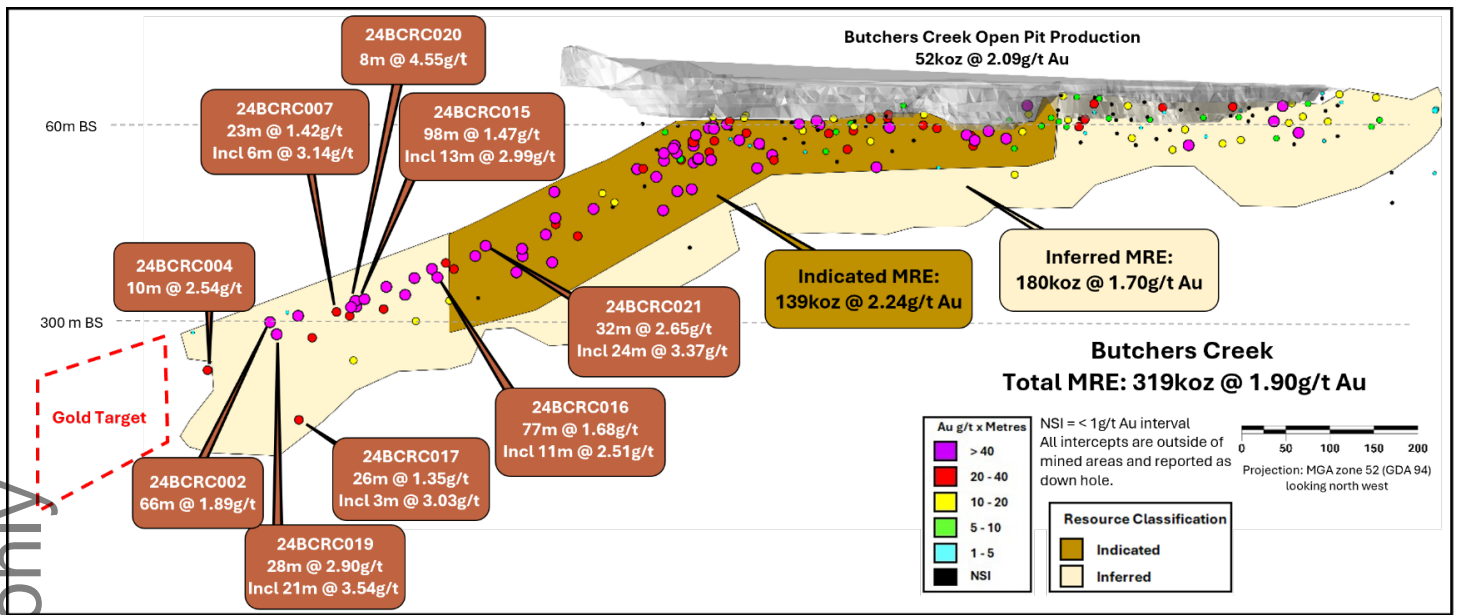 24BCRC020
8m @ 4.55g/t
24BCRC007
23m @ 1.42g/t
Incl 6m @ 3.14g/t
24BCRC015
98m @ 1.47g/t
Incl 13m @ 2.99g/t
Butchers Creek Open Pit Production
52koz @ 2.09g/t Au
60m BS
24BCRC004
10m @ 2.54g/t
Indicated MRE:
139koz @ 2.24g/t Au
Inferred MRE:
180koz @ 1.70g/t Au
300 m BS
24BCRC021
32m @ 2.65g/t
Incl 24m @ 3.37g/t
Butchers Creek
Total MRE: 319koz @ 1.90g/t Au
Gold Target
24BCRC016
77m @ 1.68g/t
Incl 11m @ 2.51g/t
24BCRC017
26m @ 1.35g/t
Incl 3m @ 3.03g/t
24BCRC002
66m @ 1.89g/t
24BCRC019
28m @ 2.90g/t
Incl 21m @ 3.54g/t
Au g/t x Metres
> 40
20 - 40
10 - 20
5 - 10
1 - 5
NSI
NSI = < 1g/t Au interval
All intercepts are outside of
mined areas and reported as
down hole.
0 50 100 150 200
Projection: MGA zone 52 (GDA 94)
looking north west
Resource Classification
Indicated
Inferred
only